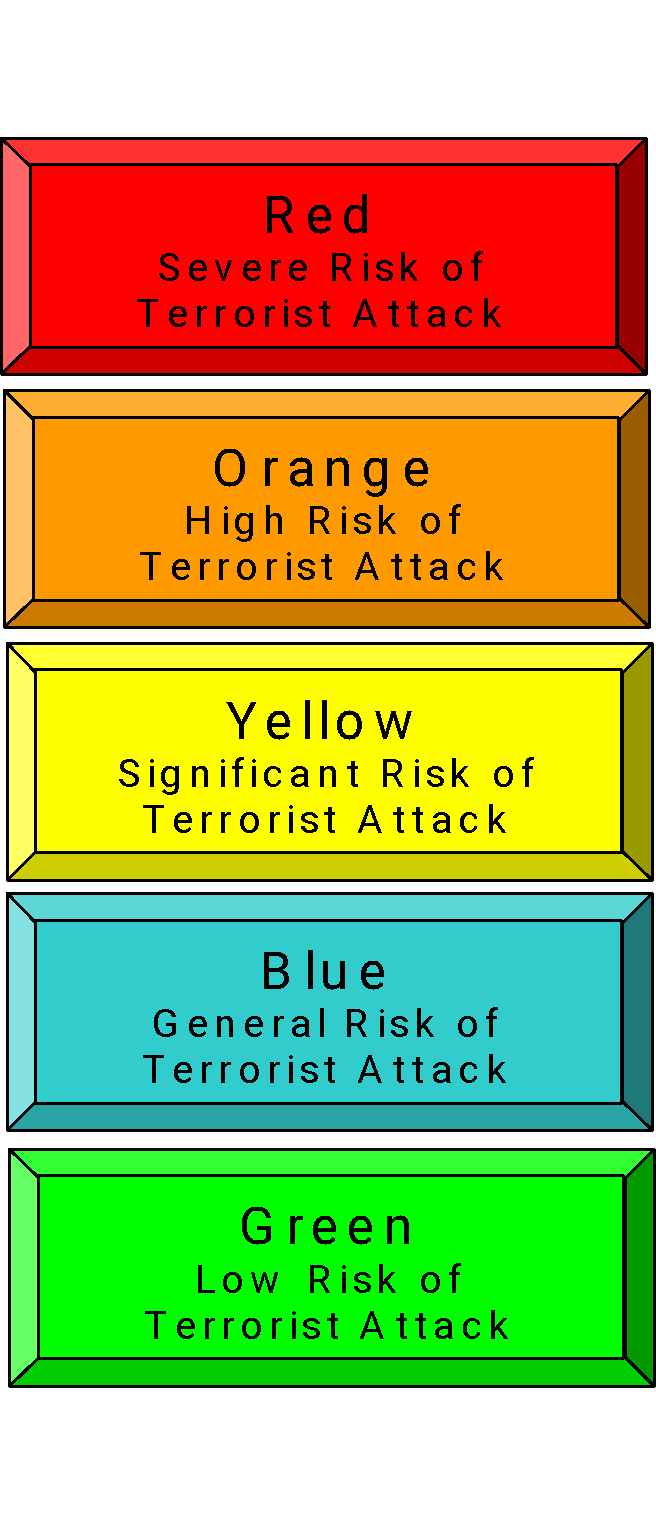 Red
Severe Risk of
Terrorist Attack
Orange
High Risk of
Terrorist Attack
Yellow
Significant Risk of
Terrorist Attack
Blue
General Risk of
Terrorist Attack
Green
Low Risk of
Terrorist Attack